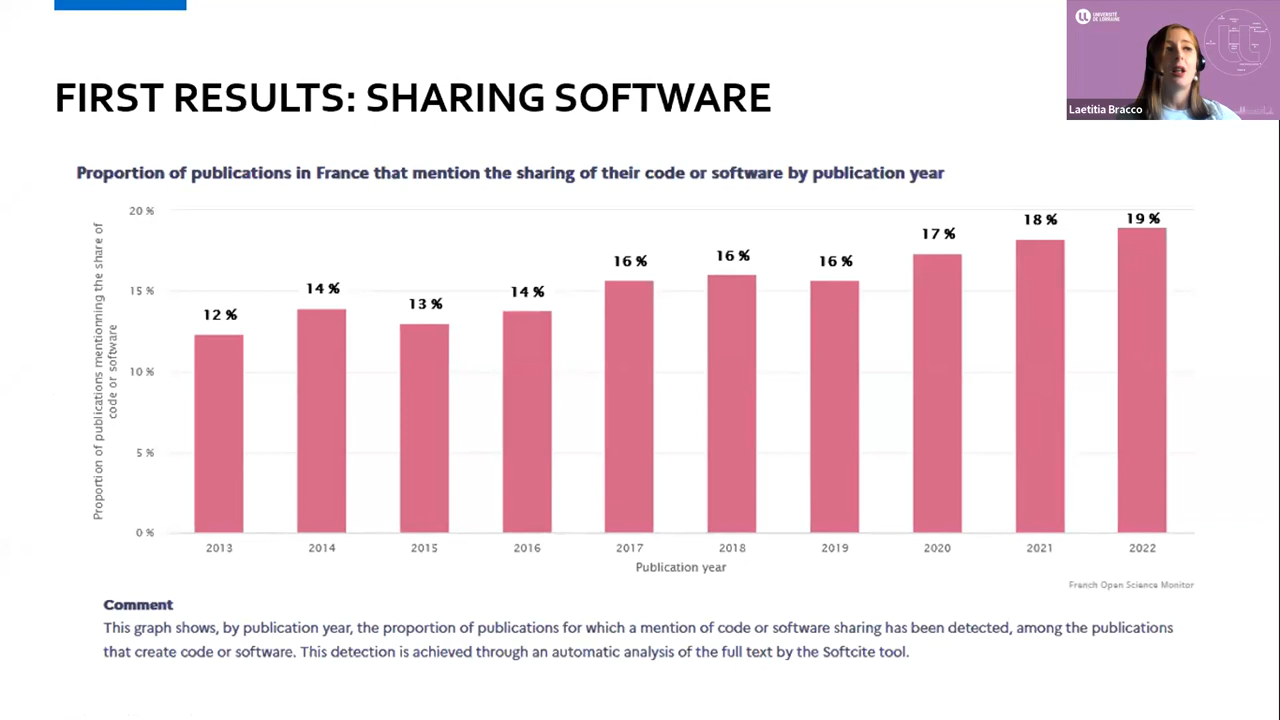 UNIVERSITÉ
DE LORRAINE
Laetitia Bracco
FIRST RESULTS: SHARING SOFTWARE
Proportion of publications in France that mention the sharing of their code or software by publication year
Proportion of publications mentionning the share of
code or software
20 %
15 %
10 %
5 %
0 %
12 %
14 %
13 %
14 %
16 %
16 %
16 %
17 %
18 %
19 %
2013
2014
2015
2016
2017
2018
2019
2020
2021
2022
Publication year
French Open Science Monitor
Comment
This graph shows, by publication year, the proportion of publications for which a mention of code or software sharing has been detected, among the publications
that create code or software. This detection is achieved through an automatic analysis of the full text by the Softcite tool.